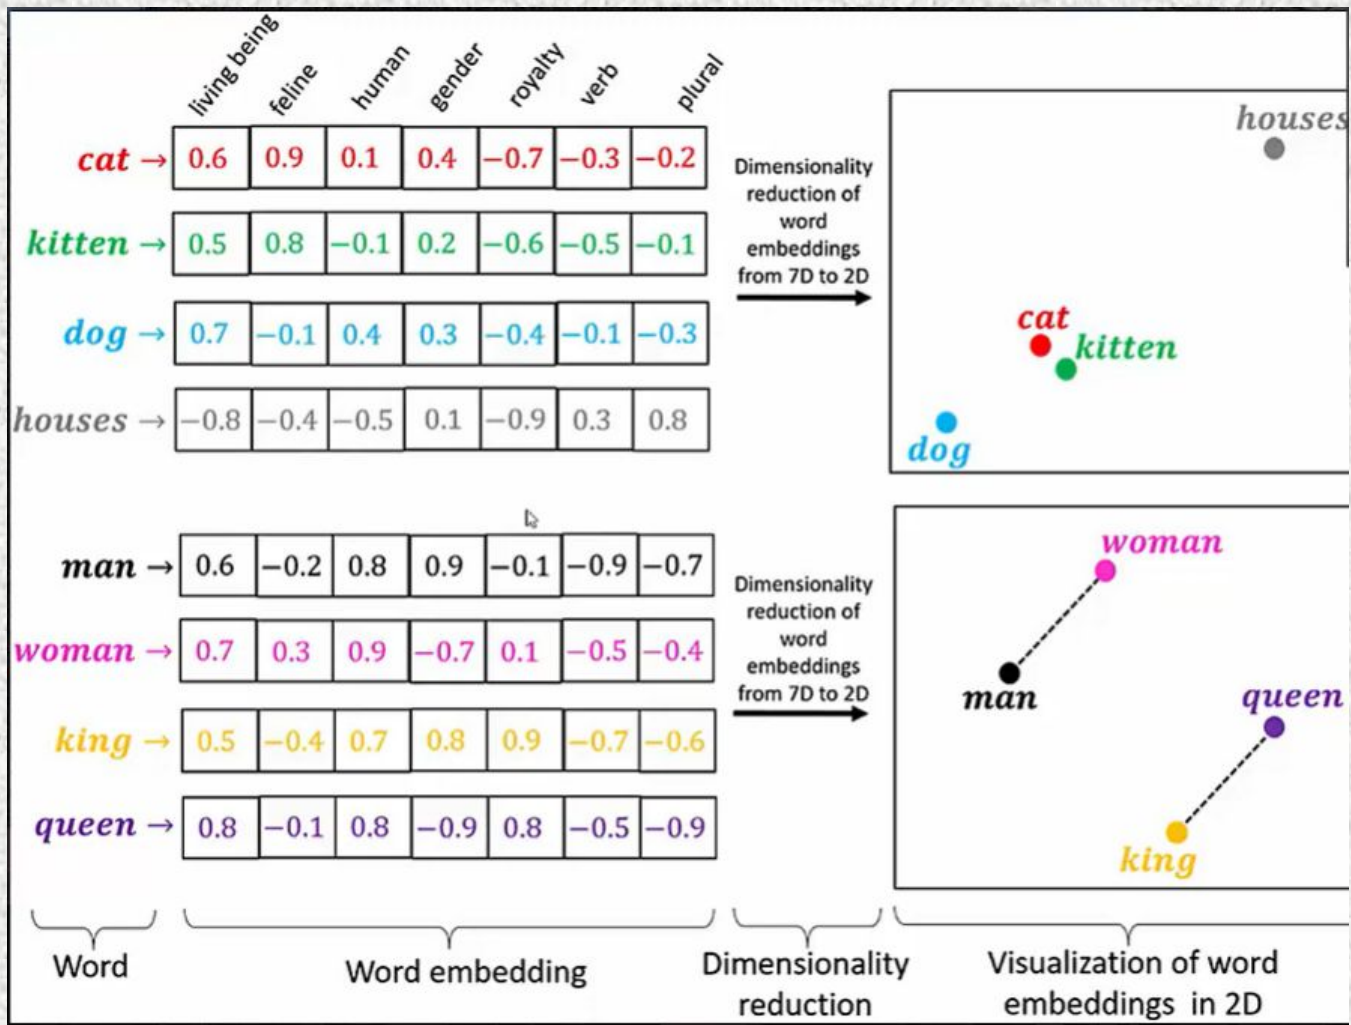 living being feline human gender royalty verb plural
cat → 0.6 0.9 0.1 0.4 −0.7 −0.3 −0.2
kitten → 0.5 0.8 −0.1 0.2 −0.6 −0.5 −0.1
dog → 0.7 −0.1 0.4 0.3 −0.4 −0.1 −0.3
houses → −0.8 −0.4 −0.5 0.1 −0.9 0.3 0.8
Dimensionality
reduction of
word
embeddings
from 7D to 2D
houses
cat
kitten
dog
man → 0.6 −0.2 0.8 0.9 −0.1 −0.9 −0.7
woman → 0.7 0.3 0.9 −0.7 0.1 −0.5 −0.4
king → 0.5 −0.4 0.7 0.8 0.9 −0.7 −0.6
queen → 0.8 −0.1 0.8 −0.9 0.8 −0.5 −0.9
Dimensionality
reduction of
word
embeddings
from 7D to 2D
woman
man
queen
king
Word
Word embedding
Dimensionality
reduction
Visualization of word
embeddings in 2D